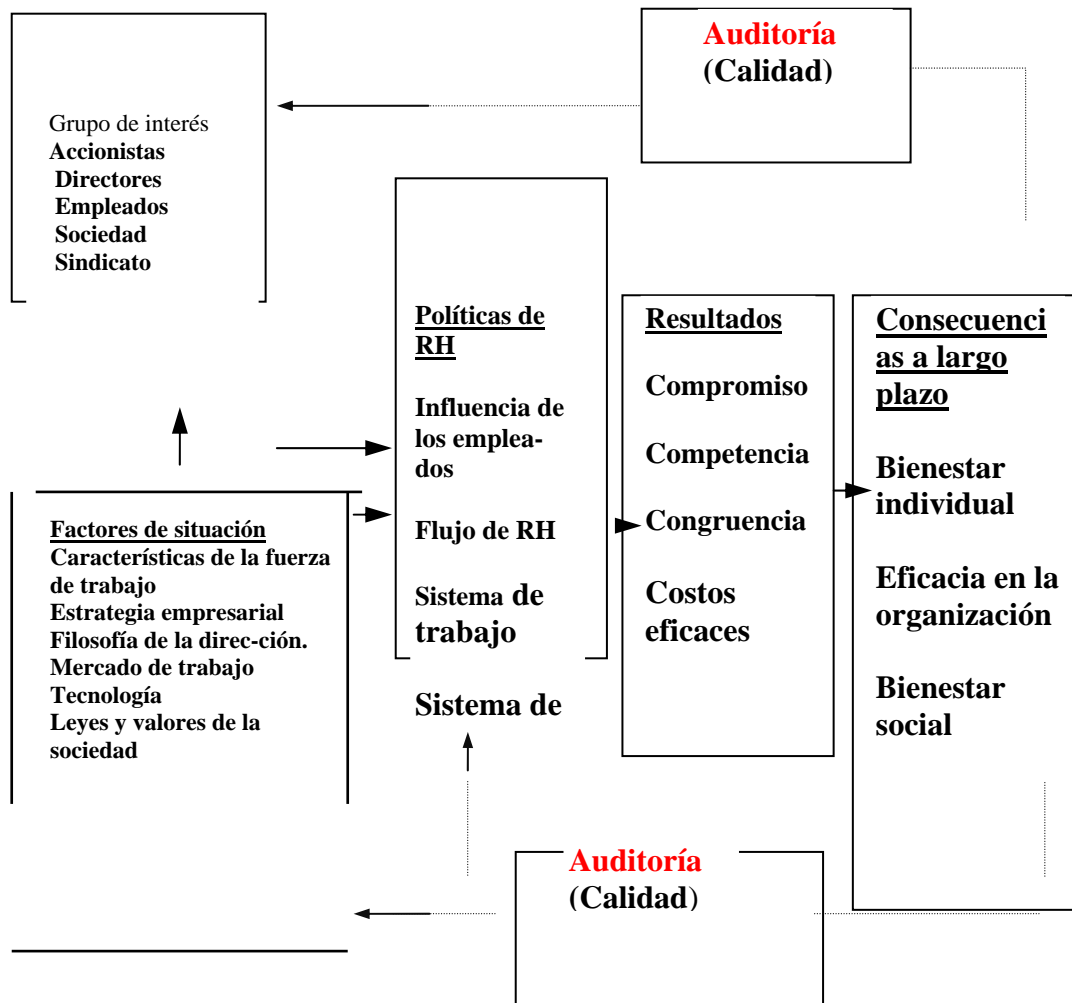 Auditoría
(Calidad)
Grupo de interés
Accionistas
Directores
Empleados
Sociedad
Sindicato
Políticas de
RH
Influencia de
los emplea-
dos
Flujo de RH
Sistema de
trabajo
Sistema de
Resultados
Compromiso
Competencia
Congruencia
Costos
eficaces
Consecuenci
as a largo
plazo
Bienestar
individual
Eficacia en la
organización
Bienestar
social
Factores de situación
Características de la fuerza
de trabajo
Estrategia empresarial
Filosofía de la direc-ción.
Mercado de trabajo
Tecnología
Leyes y valores de la
sociedad
Auditoría
(Calidad)